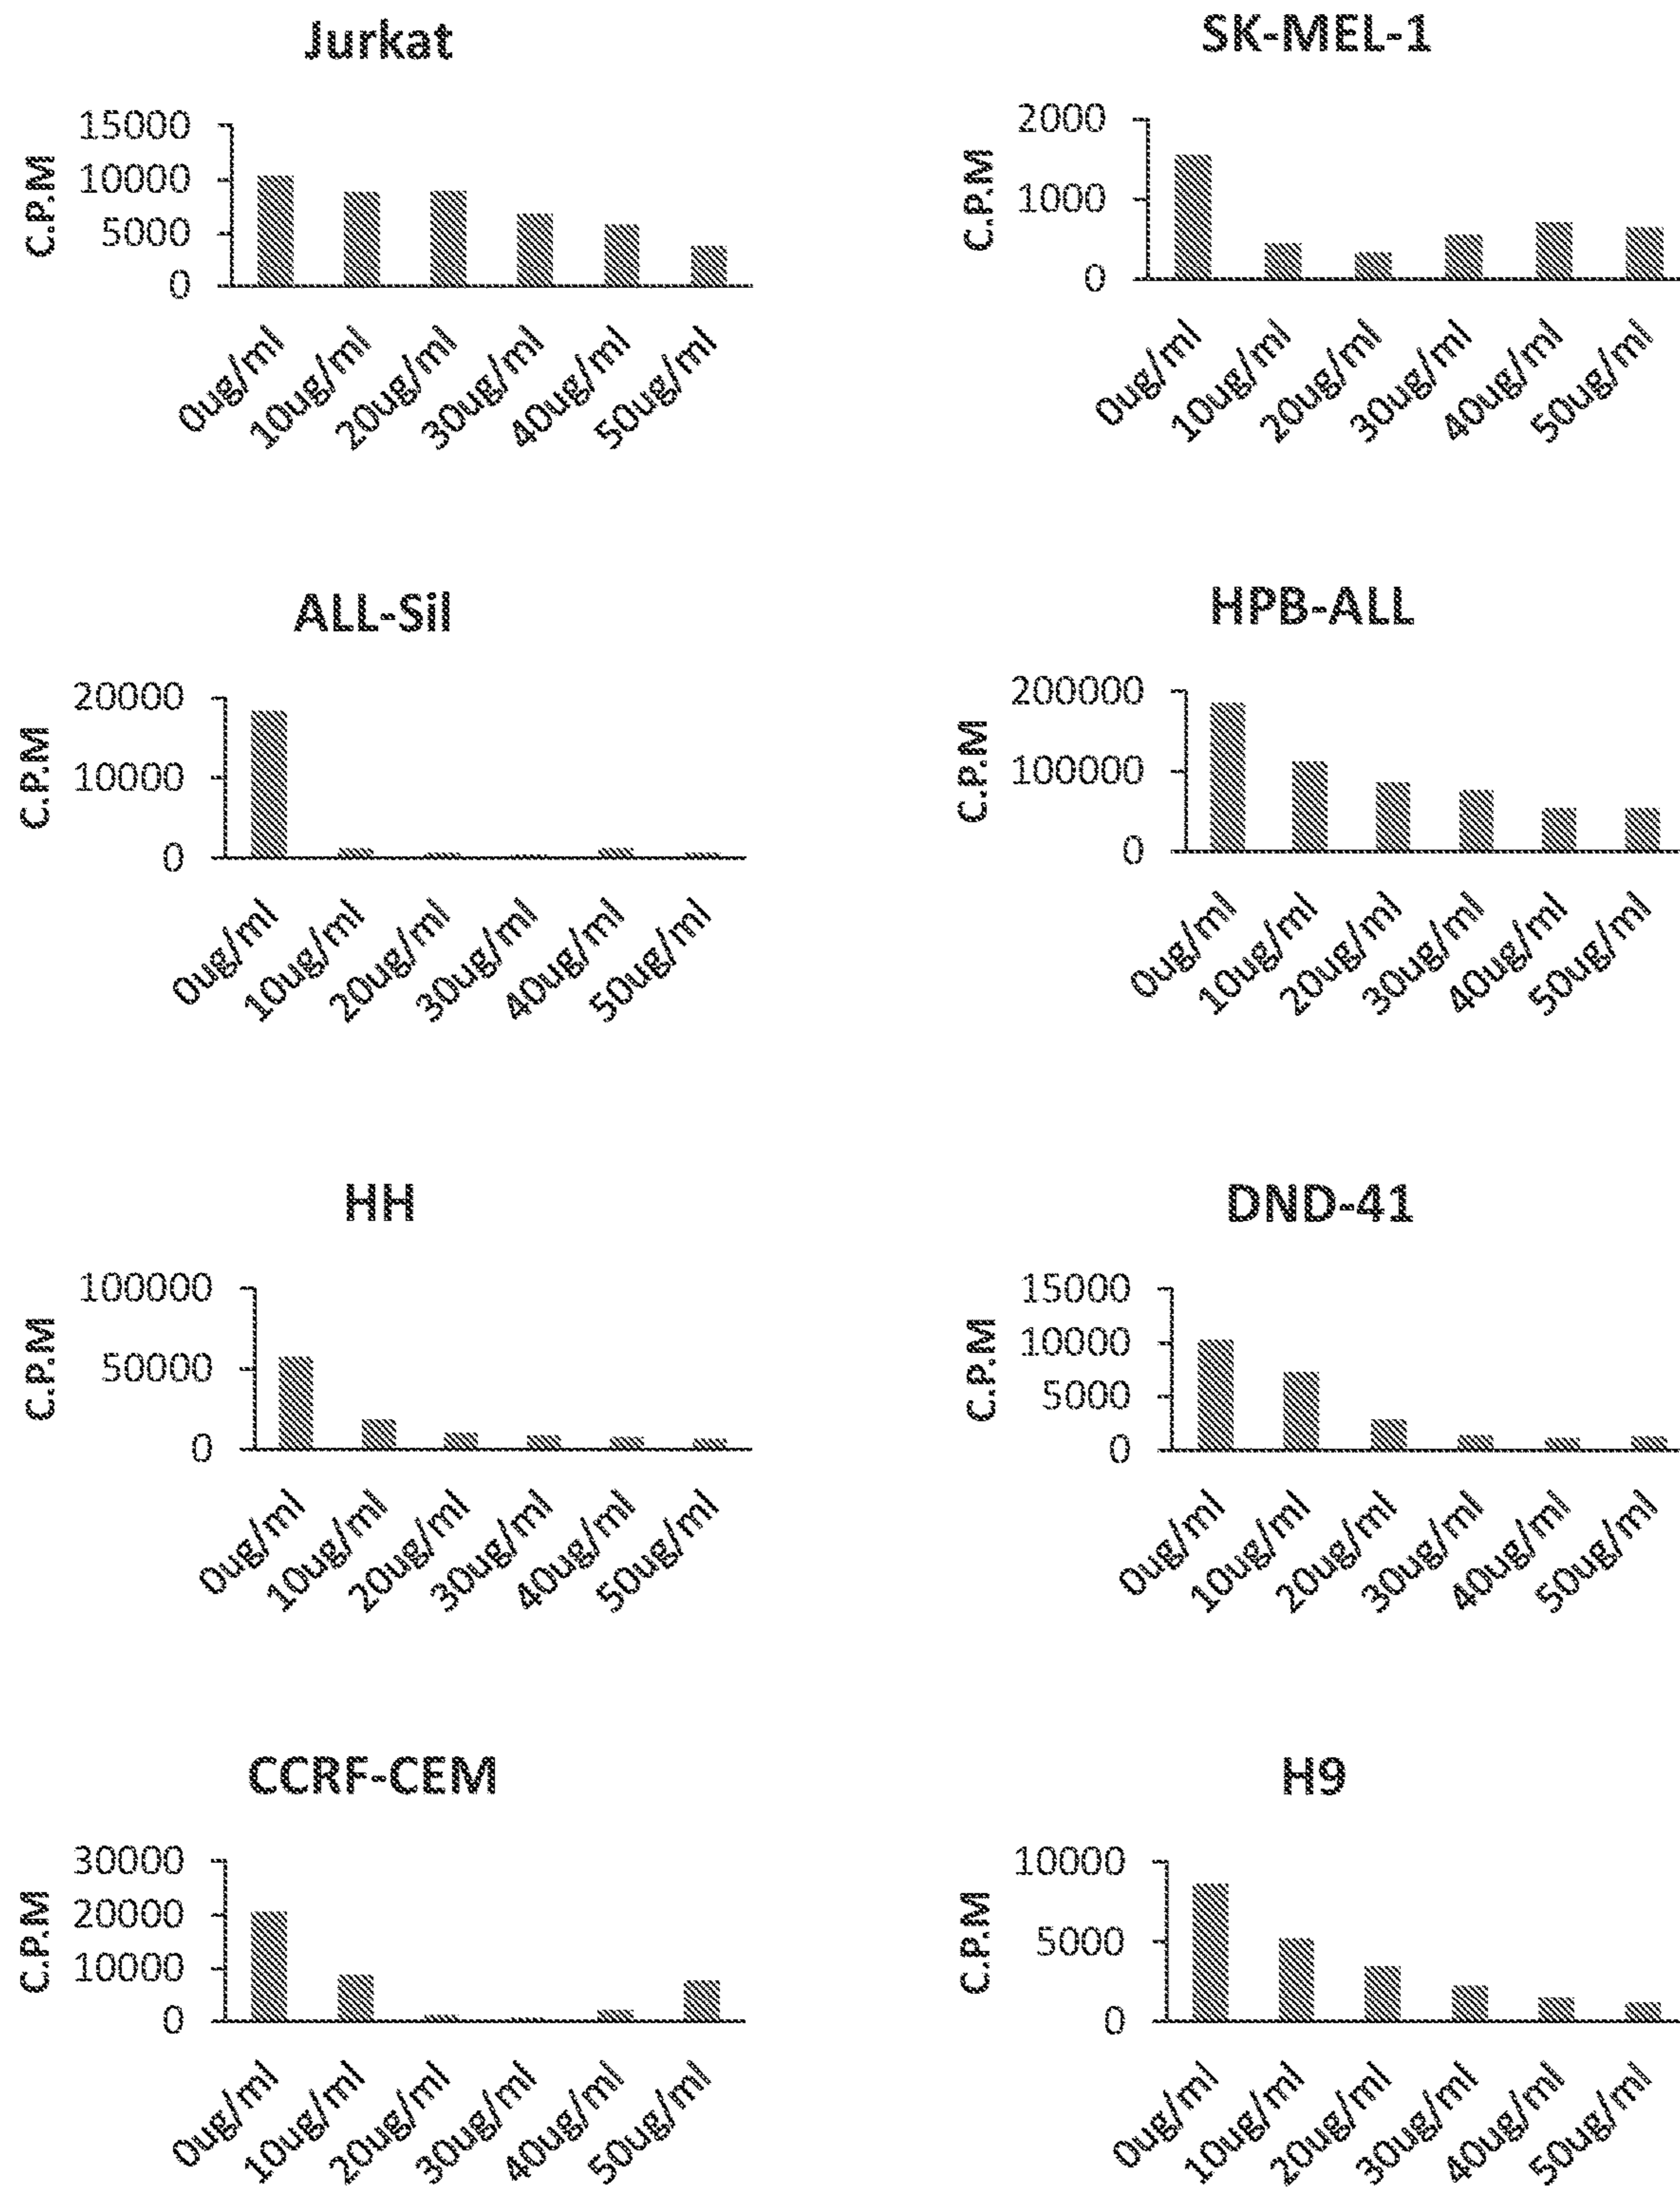 Jurkat
C.P.M
15000
10000
5000
0
0ug/ml
10ug/ml
20ug/ml
30ug/ml
40ug/ml
50ug/ml
SK-MEL-1
C.P.M
2000
1000
0
0ug/ml
10ug/ml
20ug/ml
30ug/ml
40ug/ml
50ug/ml
ALL-Sil
C.P.M
20000
10000
0
0ug/ml
10ug/ml
20ug/ml
30ug/ml
40ug/ml
50ug/ml
HPB-ALL
C.P.M
200000
100000
0
0ug/ml
10ug/ml
20ug/ml
30ug/ml
40ug/ml
50ug/ml
HH
C.P.M
100000
50000
0
0ug/ml
10ug/ml
20ug/ml
30ug/ml
40ug/ml
50ug/ml
DND-41
C.P.M
15000
10000
5000
0
0ug/ml
10ug/ml
20ug/ml
30ug/ml
40ug/ml
50ug/ml
CCRF-CEM
C.P.M
30000
20000
10000
0
0ug/ml
10ug/ml
20ug/ml
30ug/ml
40ug/ml
50ug/ml
H9
C.P.M
10000
5000
0
0ug/ml
10ug/ml
20ug/ml
30ug/ml
40ug/ml
50ug/ml